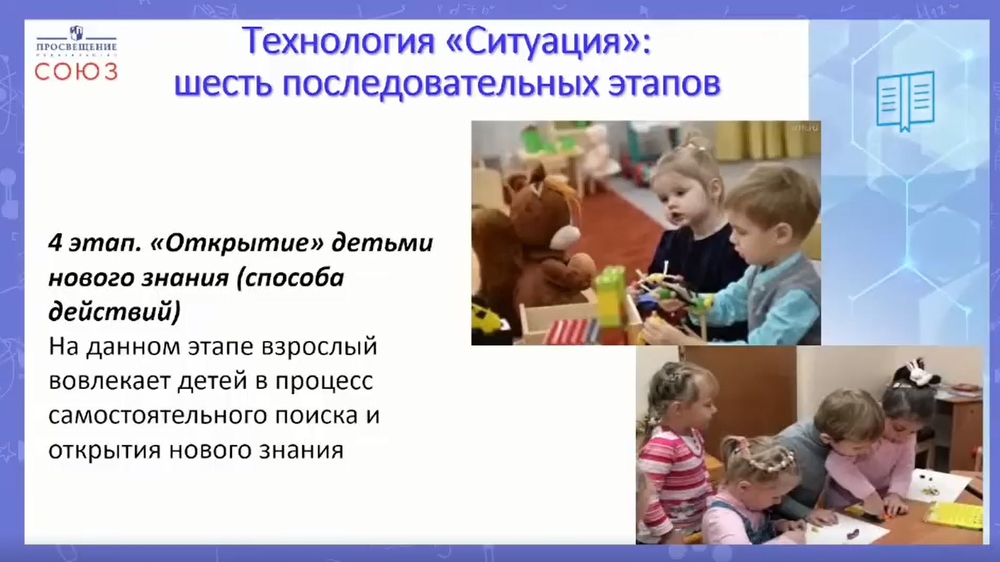 ПРОСВЕЩЕНИЕ
СОЮЗ
Технология «Ситуация»:
шесть последовательных этапов
4 этап. «Открытие» детьми
нового знания (способа
действий)
На данном этапе взрослый
вовлекает детей в процесс
самостоятельного поиска и
открытия нового знания